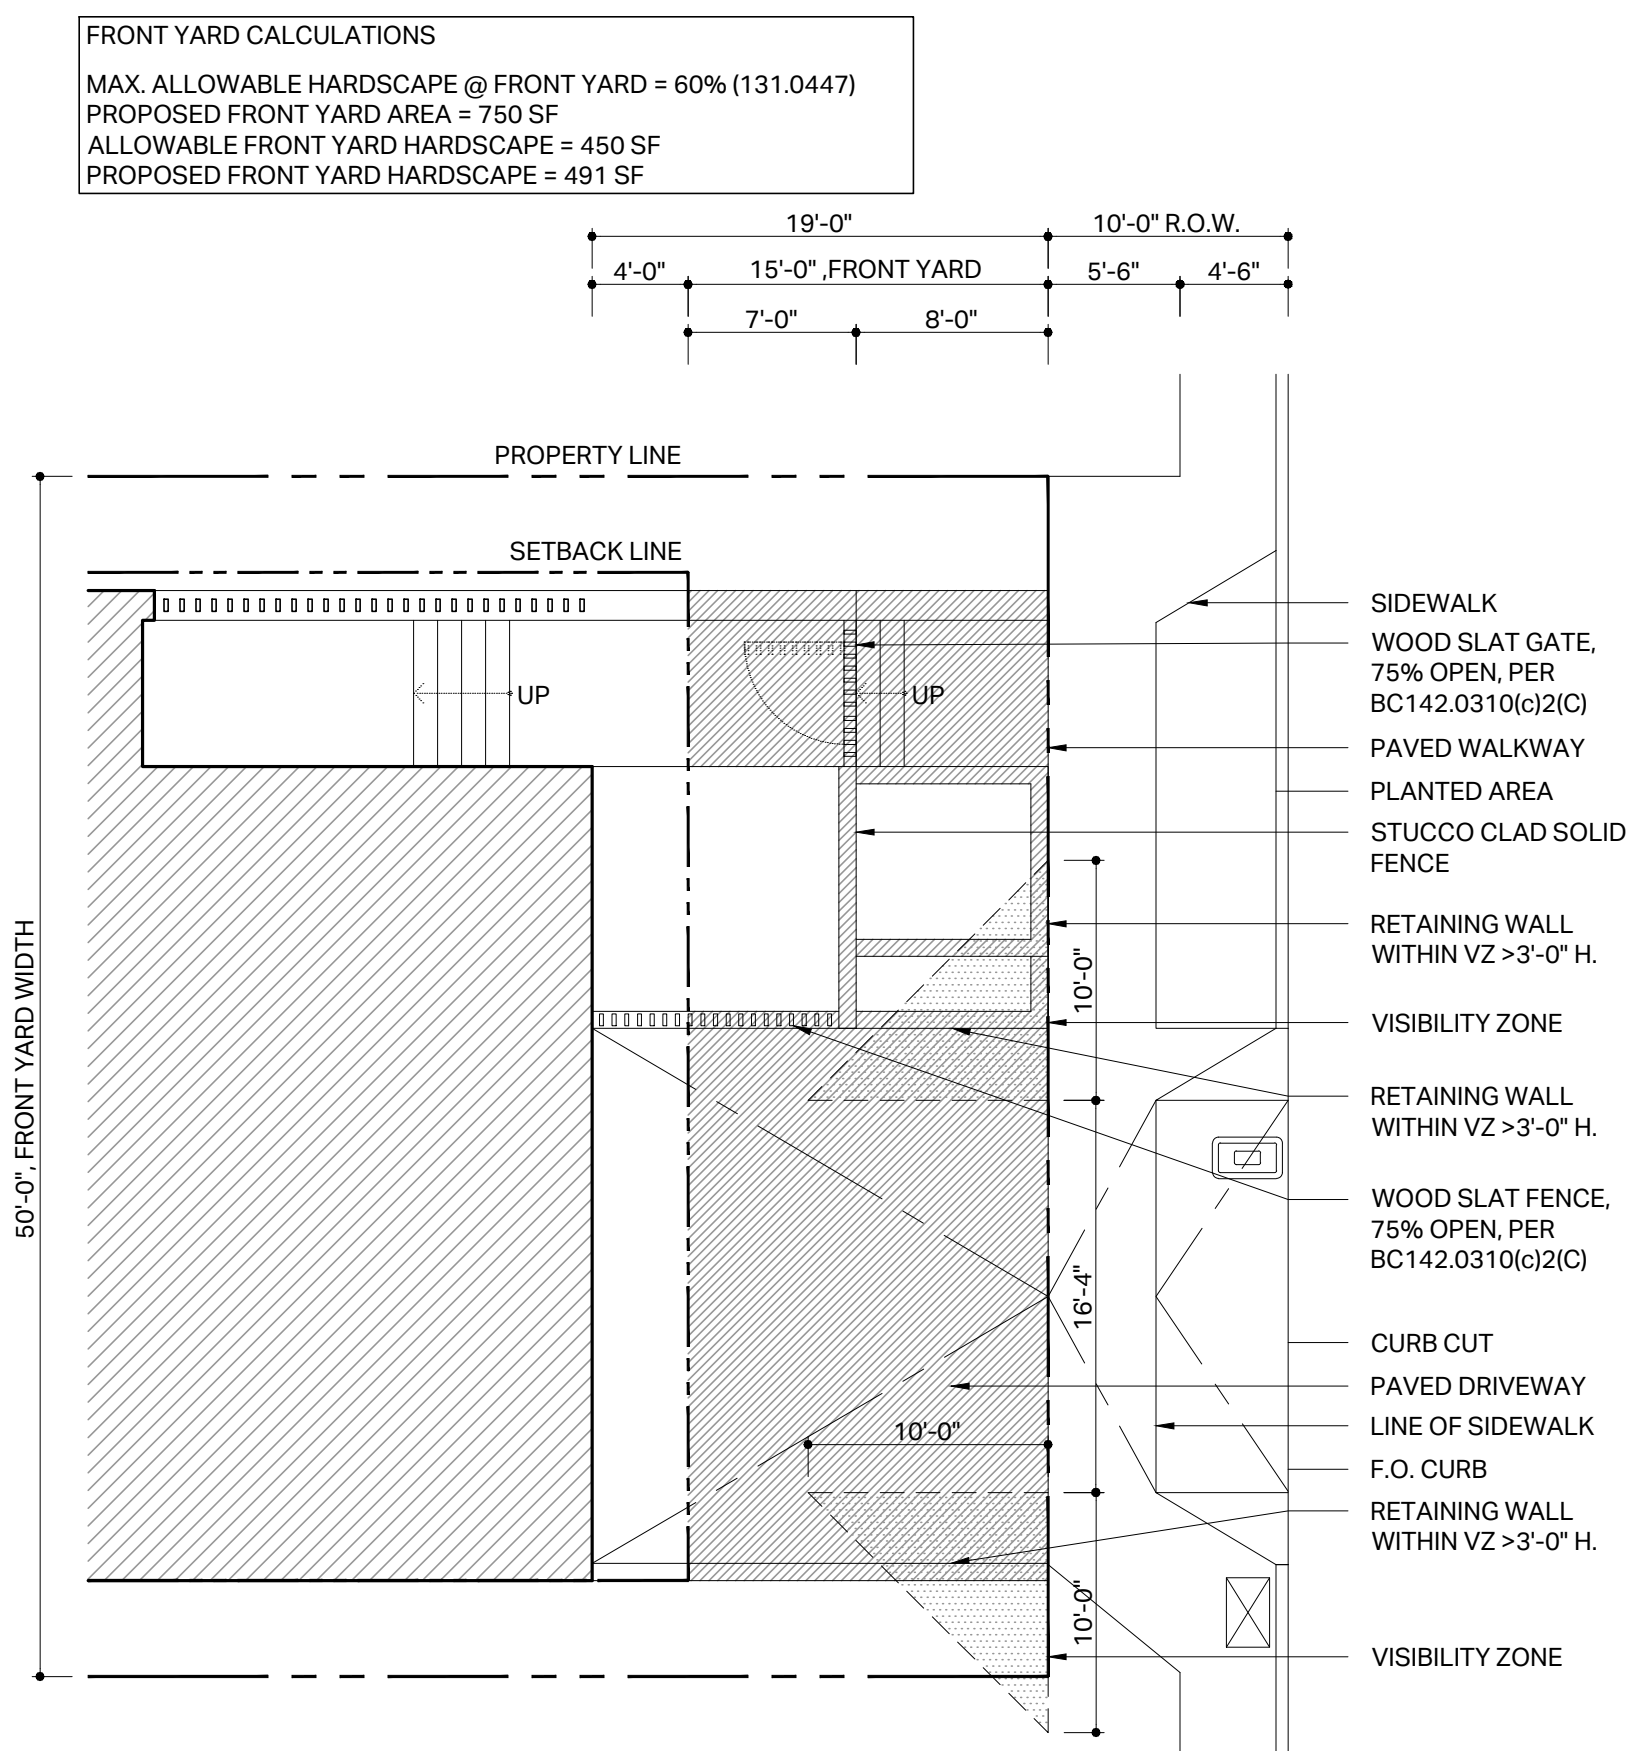 FRONT YARD CALCULATIONS
MAX. ALLOWABLE HARDSCAPE @ FRONT YARD = 60% (131.0447)
PROPOSED FRONT YARD AREA = 750 SF
ALLOWABLE FRONT YARD HARDSCAPE = 450 SF
PROPOSED FRONT YARD HARDSCAPE = 491 SF
19'-0"
10'-0" R.O.W.
4'-0"
15'-0" ,FRONT YARD
5'-6"
4'-6"
7'-0"
8'-0"
PROPERTY LINE
SETBACK LINE
UP
UP
50'-0", FRONT YARD WIDTH
10'-0"
16'-4"
10'-0"
10'-0"
SIDEWALK
WOOD SLAT GATE,
75% OPEN, PER
BC142.0310(c)2(C)
PAVED WALKWAY
PLANTED AREA
STUCCO CLAD SOLID
FENCE
RETAINING WALL
WITHIN VZ >3'-0" H.
VISIBILITY ZONE
RETAINING WALL
WITHIN VZ >3'-0" H.
WOOD SLAT FENCE,
75% OPEN, PER
BC142.0310(c)2(C)
CURB CUT
PAVED DRIVEWAY
LINE OF SIDEWALK
F.O. CURB
RETAINING WALL
WITHIN VZ >3'-0" H.
VISIBILITY ZONE